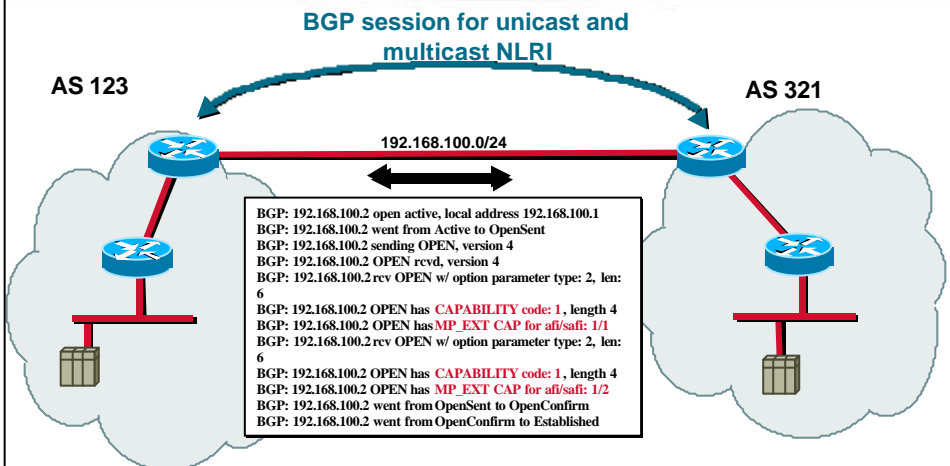 BGP session for unicast and
multicast NLRI
AS 123
AS 321
192.168.100.0/24
BGP: 192.168.100.2 open active, local address 192.168.100.1
BGP: 192.168.100.2 went from Active to OpenSent
BGP: 192.168.100.2 sending OPEN, version 4
BGP: 192.168.100.2 OPEN rcvd, version 4
BGP: 192.168.100.2 rcv OPEN w/ option parameter type: 2, len:
6
BGP: 192.168.100.2 OPEN has CAPABILITY code: 1, length 4
BGP: 192.168.100.2 OPEN has MP_EXT CAP for afi/safi: 1/1
BGP: 192.168.100.2 rcv OPEN w/ option parameter type: 2, len:
6
BGP: 192.168.100.2 OPEN has CAPABILITY code: 1, length 4
BGP: 192.168.100.2 OPEN has MP_EXT CAP for afi/safi: 1/2
BGP: 192.168.100.2 went from OpenSent to OpenConfirm
BGP: 192.168.100.2 went from OpenConfirm to Established